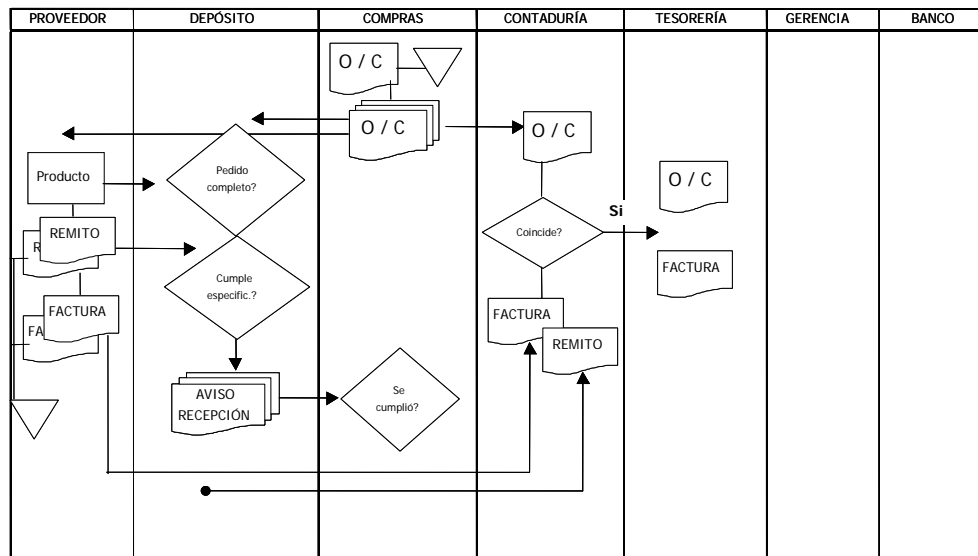 PROVEEDOR DEPÓSITO COMPRAS CONTADURÍA TESORERÍA GERENCIA BANCO
O / C
O / C
O / C
Pedido
completo?
Producto
O / C
Si
REMITO
R
Coincide?
FACTURA
Cumple
especific.?
FACTURA
FA
FACTURA
REMITO
AVISO
RECEPCIÓN
Se
cumplió?